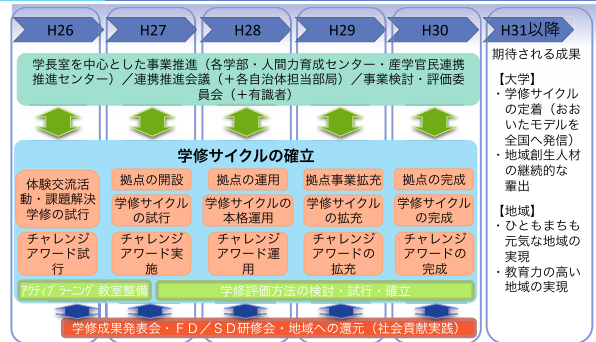 H26
H27
H28
H29
H30
H31以降
学長室を中心とした事業推進（各学部・人間力育成センター・産学官民連携
推進センター）／連携推進会議（＋各自治体担当部局）／事業検討・評価委
員会（＋有識者）
学修サイクルの確立
体験交流活
動・課題解決
学修の試行
チャレンジ
アワード試
行
拠点の開設
学修サイクル
の試行
チャレンジ
アワード実
施
拠点の運用
学修サイクルの
本格運用
チャレンジ
アワード運
用
拠点事業拡充
学修サイクル
の拡充
チャレンジ
アワードの
拡充
拠点の完成
学修サイクル
の完成
チャレンジ
アワードの
完成
ｱｸﾃｨﾌﾞﾗｰﾆﾝｸﾞ教室整備
学修評価方法の検討・試行・確立
学修成果発表会・ＦＤ／ＳＤ研修会・地域への還元（社会貢献実践）
期待される成果
【大学】
・学修サイクル
の定着（おお
いたモデルを
全国へ発信）
・地域創生人材
の継続的な
輩出
【地域】
・ひともまちも
元気な地域の
実現
・教育力の高い
地域の実現